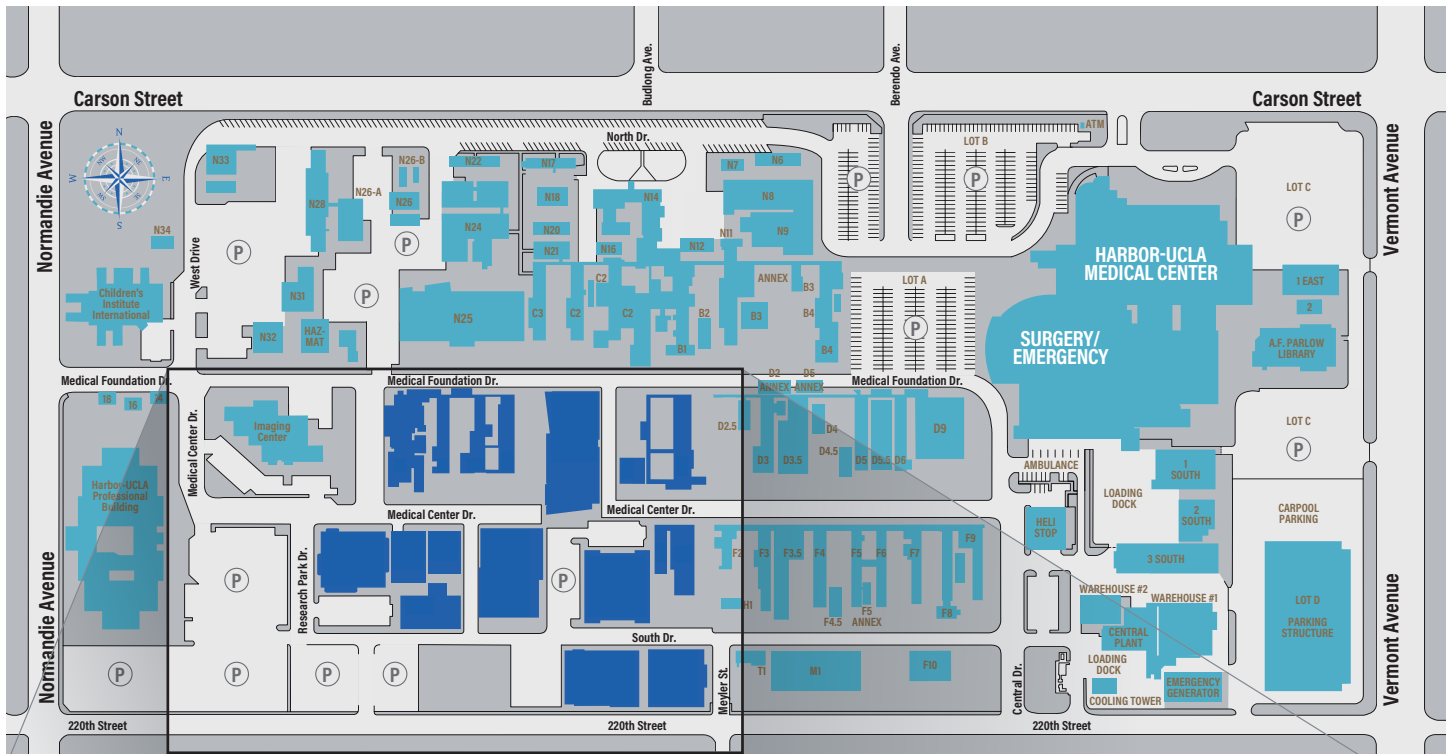 Budlong Ave.
Berendo Ave.
Carson Street
Carson Street
Normandie Avenue
Vermont Avenue
N
NE
E
SE
S
SW
W
NW
North Dr.
ATM
LOT B
P
P
N33
N28
N26-A
N26-B
N26
N22
N24
N17
N18
N20
N21
N14
N16
N7
N6
N8
N9
N11
N12
N34
West Drive
P
P
P
LOT C
P
HARBOR-UCLA
MEDICAL CENTER
Children's
Institute
International
N31
N32
HAZ-
MAT
N25
C3
C2
C2
C2
B1
B2
ANNEX
B3
B3
B4
B4
LOT A
P
SURGERY/
EMERGENCY
1 EAST
2
A.F. PARLOW
LIBRARY
Medical Foundation Dr.
Medical Foundation Dr.
Medical Foundation Dr.
D2
ANNEX
D5
ANNEX
18
16
14
Medical Center Dr.
Imaging
Center
D2.5
D3
D3.5
D4
D4.5
D5
D5.5
D6
D9
LOT C
P
Harbor-UCLA
Professional
Building
Medical Center Dr.
Medical Center Dr.
AMBULANCE
LOADING
DOCK
1
SOUTH
2
SOUTH
3 SOUTH
HELI
STOP
CARPOOL
PARKING
Research Park Dr.
P
P
F2
F3
F3.5
F4
F5
F6
F7
F9
H1
F4.5
F5
ANNEX
F8
WAREHOUSE #2
WAREHOUSE #1
CENTRAL
PLANT
LOT D
PARKING
STRUCTURE
Normandie Avenue
Vermont Avenue
South Dr.
P
P
P
P
Meyler St.
T1
M1
F10
Central Dr.
LOADING
DOCK
COOLING TOWER
EMERGENCY
GENERATOR
220th Street
220th Street
220th Street